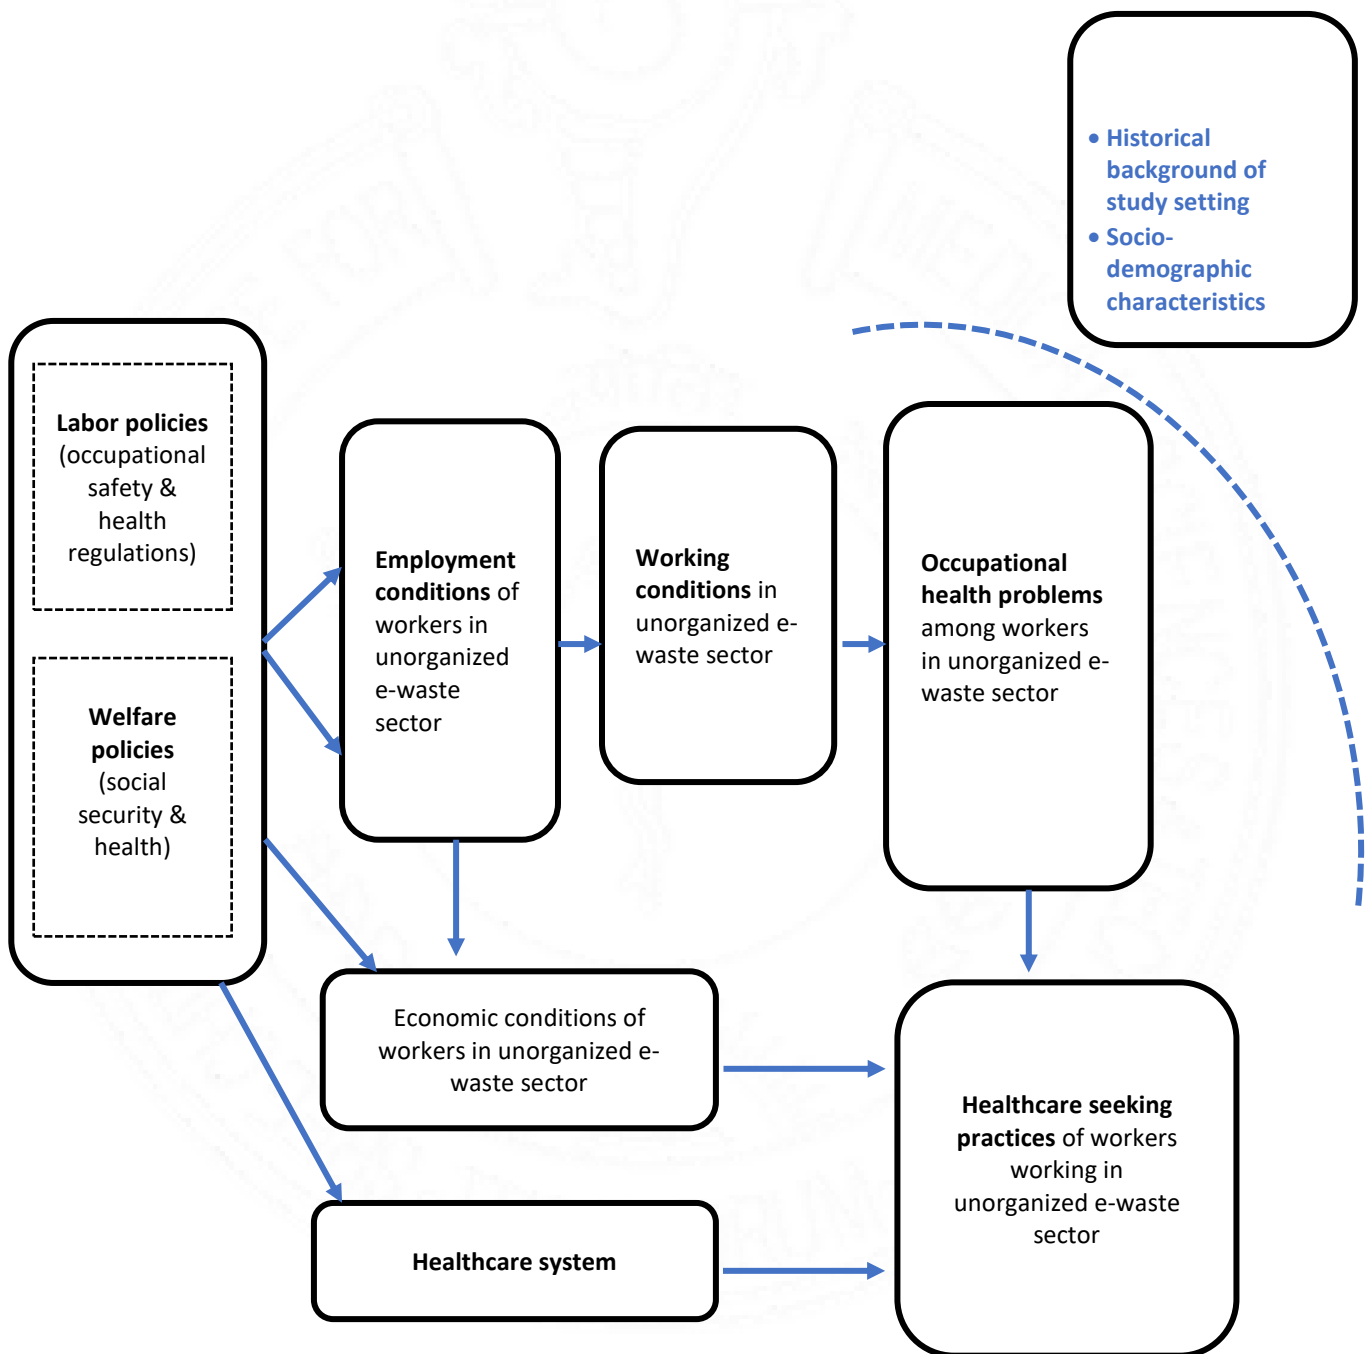 • Historical
background of
study setting
• Socio-
demographic
characteristics
Labor policies
(occupational
safety &
health
regulations)
Welfare
policies
(social
security &
health)
Employment
conditions of
workers in
unorganized
e-waste
sector
Working
conditions in
unorganized e-
waste sector
Occupational
health problems
among workers
in unorganized e-
waste sector
Economic conditions of
workers in unorganized e-
waste sector
Healthcare system
Healthcare seeking
practices of workers
working in
unorganized e-waste
sector